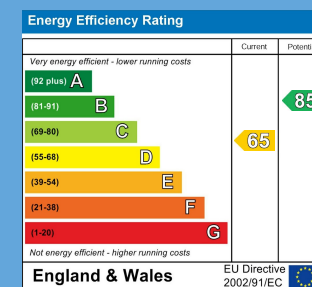 Energy Efficiency Rating
Current Potenti
Very energy efficient - lower running costs
(92 plus) A
(81-91) B
85
(69-80) C
65
(55-68) D
(39-54) E
(21-38) F
(1-20) G
Not energy efficient - higher running costs
England & Wales
EU Directive
2002/91/EC